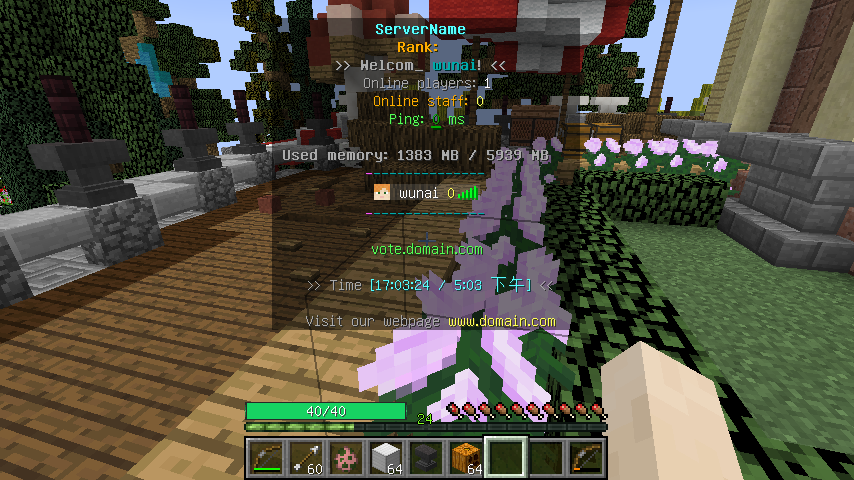 ServerName
Rank:
>> Welcom_ wunai! <<
Online players: 1
Online staff: 0
Ping: 0 ms
Used memory: 1383 MB / 5939 MB
wunai 0
vote.domain.com
>> Time [17:03:24 / 5:03 下午] <<
Visit our webpage www.domain.com
40/40
24
60 64 64